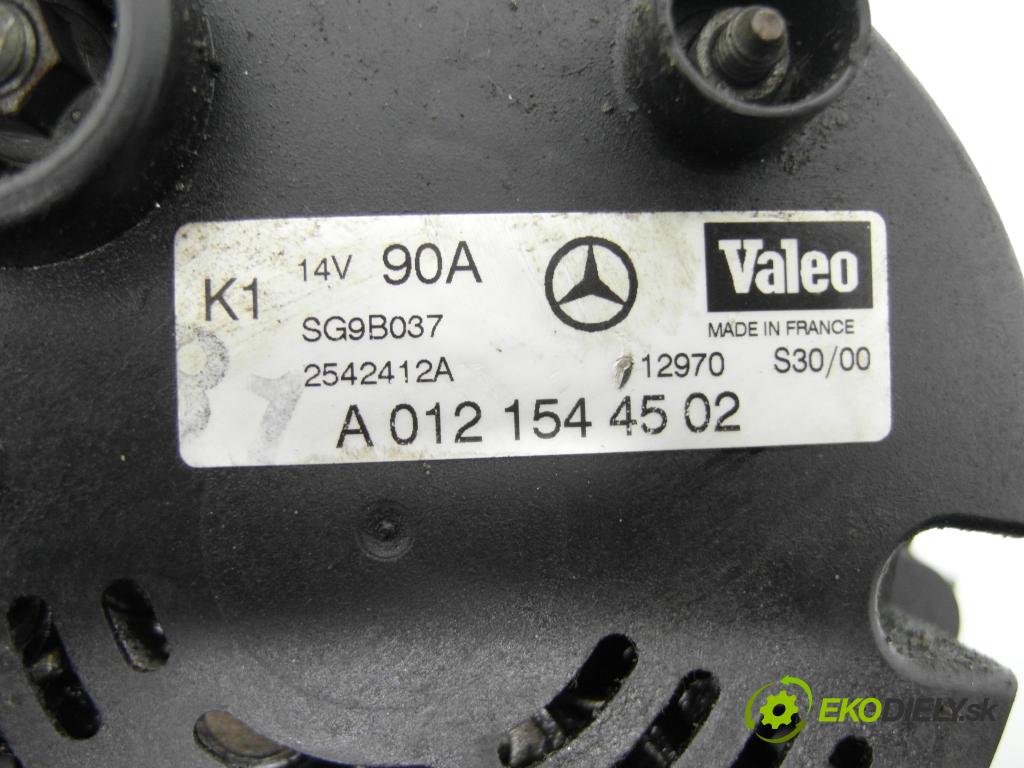 K1 14V 90A
Valeo
MADE IN FRANCE
SG9B037
2542412A 12970 S30/00
A 012 154 45 02
EKODIELY.sk